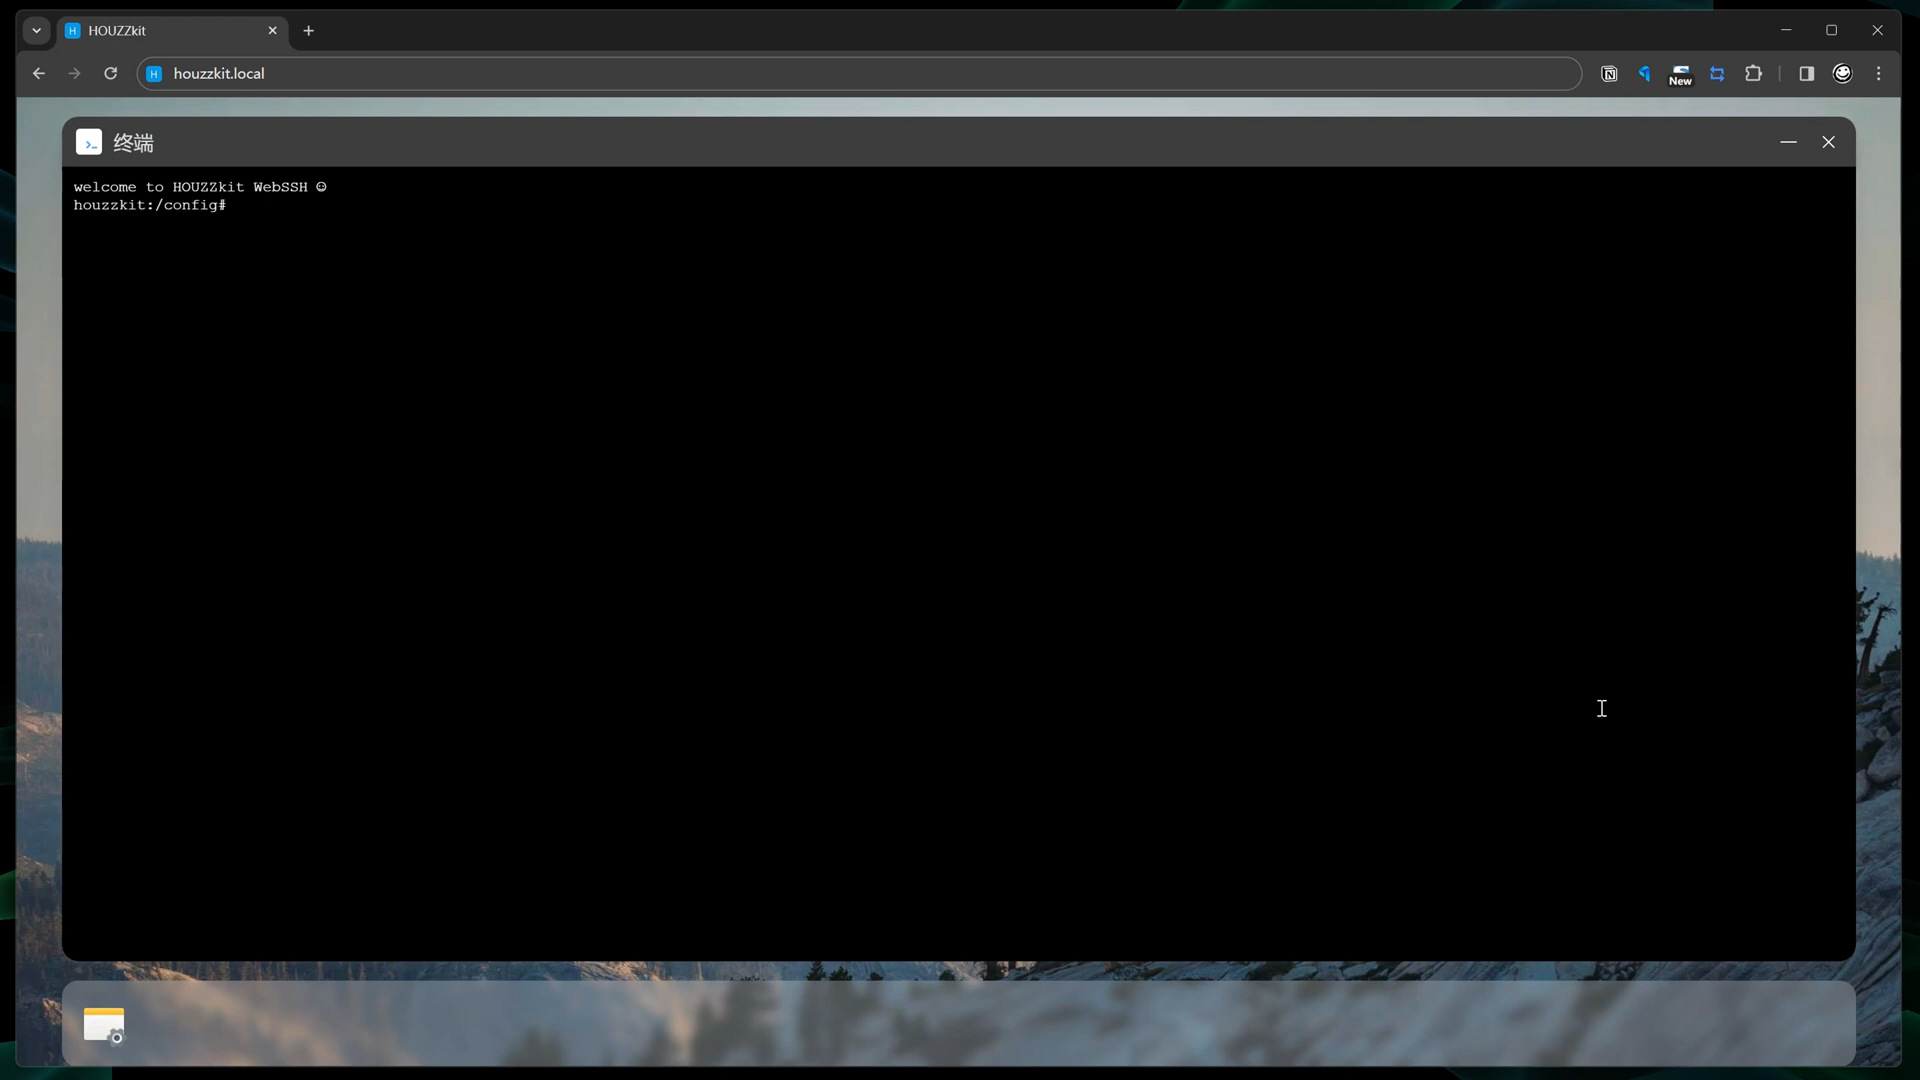 HOUZZkit
houzzkit.local
New
终端
welcome to HOUZZkit WebSSH ☺
houzzkit:/config#